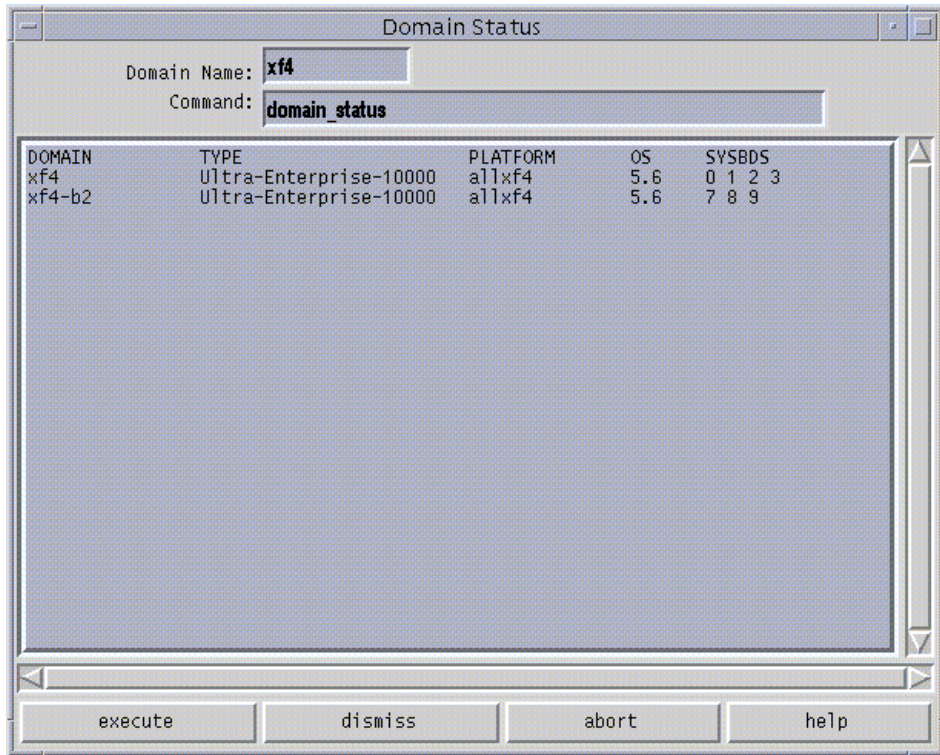 Domain Status
Domain Name: xf4
Command: domain_status
DOMAIN TYPE PLATFORM OS SYSBDS
xf4 Ultra-Enterprise-10000 allxf4 5.6 0 1 2 3
xf4-b2 Ultra-Enterprise-10000 allxf4 5.6 7 8 9
execute dismiss abort help